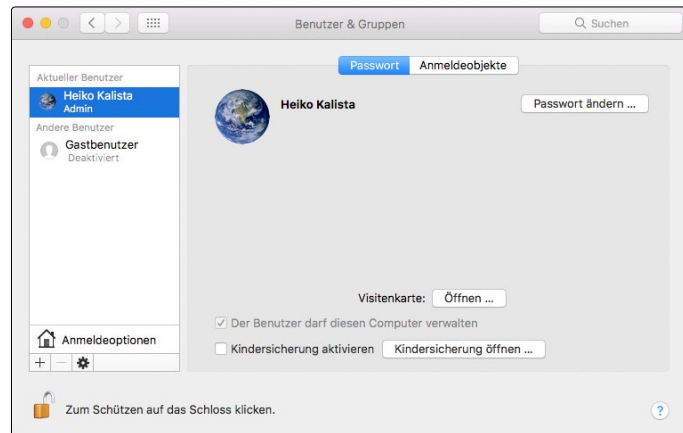 Benutzer & Gruppen
Suchen
Passwort Anmeldeobjekte
Aktueller Benutzer
Heiko Kalista
Admin
Andere Benutzer
Gastbenutzer
Deaktiviert
Anmeldeoptionen
+ −
Heiko Kalista
Passwort ändern ...
Visitenkarte: Öffnen ...
Der Benutzer darf diesen Computer verwalten
Kindersicherung aktivieren Kindersicherung öffnen ...
Zum Schützen auf das Schloss klicken.
?